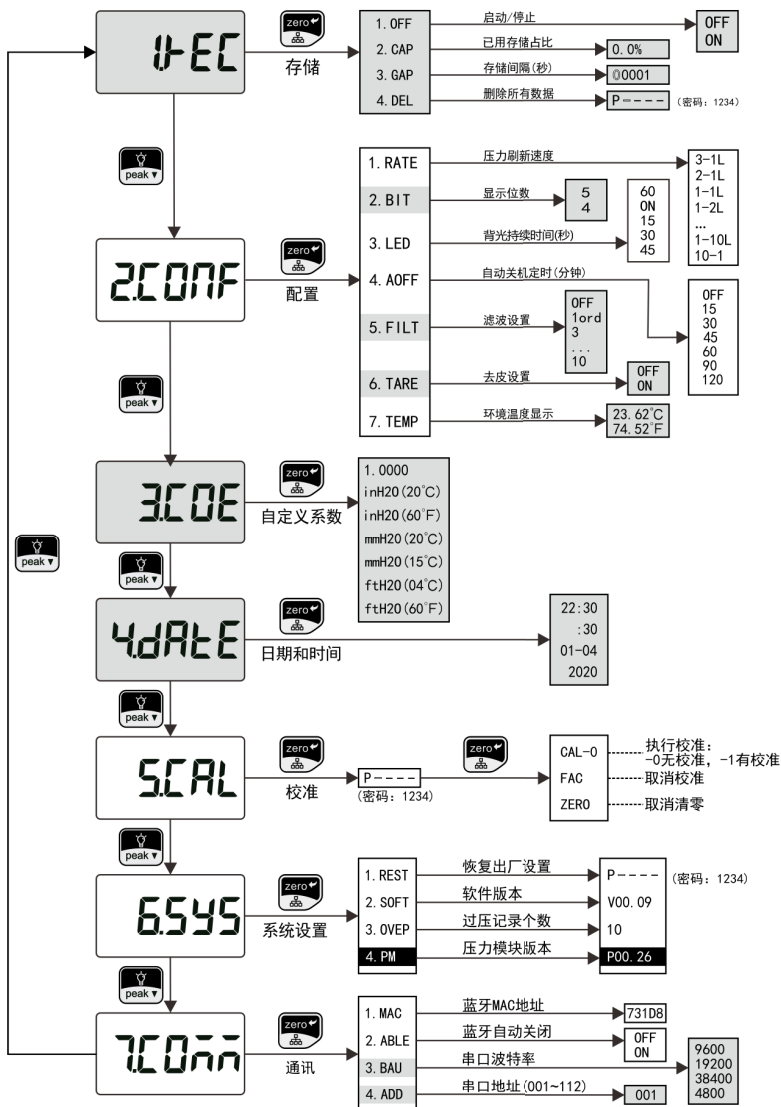 1.rEC
zero
存储
1. OFF
启动/停止
OFF
ON
2. CAP
已用存储占比
0.0%
3. GAP
存储间隔(秒)
00001
4. DEL
删除所有数据
P----
(密码: 1234)
peak
2.CONF
zero
配置
1. RATE
压力刷新速度
3-1L
2-1L
1-1L
1-2L
...
1-10L
10-1
2. BIT
显示位数
5
4
3. LED
背光持续时间(秒)
60
ON
15
30
45
4. AOFF
自动关机定时(分钟)
OFF
15
30
45
60
90
120
5. FILT
滤波设置
OFF
1ord
3
...
10
6. TARE
去皮设置
OFF
ON
7. TEMP
环境温度显示
23.62°C
74.52°F
peak
3.COE
zero
自定义系数
1.0000
inH2O(20°C)
inH2O(60°F)
mmH2O(20°C)
mmH2O(15°C)
ftH2O(04°C)
ftH2O(60°F)
peak
peak
4.dAtE
zero
日期和时间
22:30
:30
01-04
2020
peak
5.CAL
zero
校准
P----
(密码: 1234)
zero
CAL-0
执行校准:
-0无校准, -1有校准
FAC
取消校准
ZERO
取消清零
peak
6.SYS
zero
系统设置
1. REST
恢复出厂设置
P----
(密码: 1234)
2. SOFT
软件版本
V00.09
3. OVEP
过压记录个数
10
4. PM
压力模块版本
P00.26
peak
7.COmm
zero
通讯
1. MAC
蓝牙MAC地址
731D8
2. ABLE
蓝牙自动关闭
OFF
ON
3. BAU
串口波特率
9600
19200
38400
4800
4. ADD
串口地址(001~112)
001